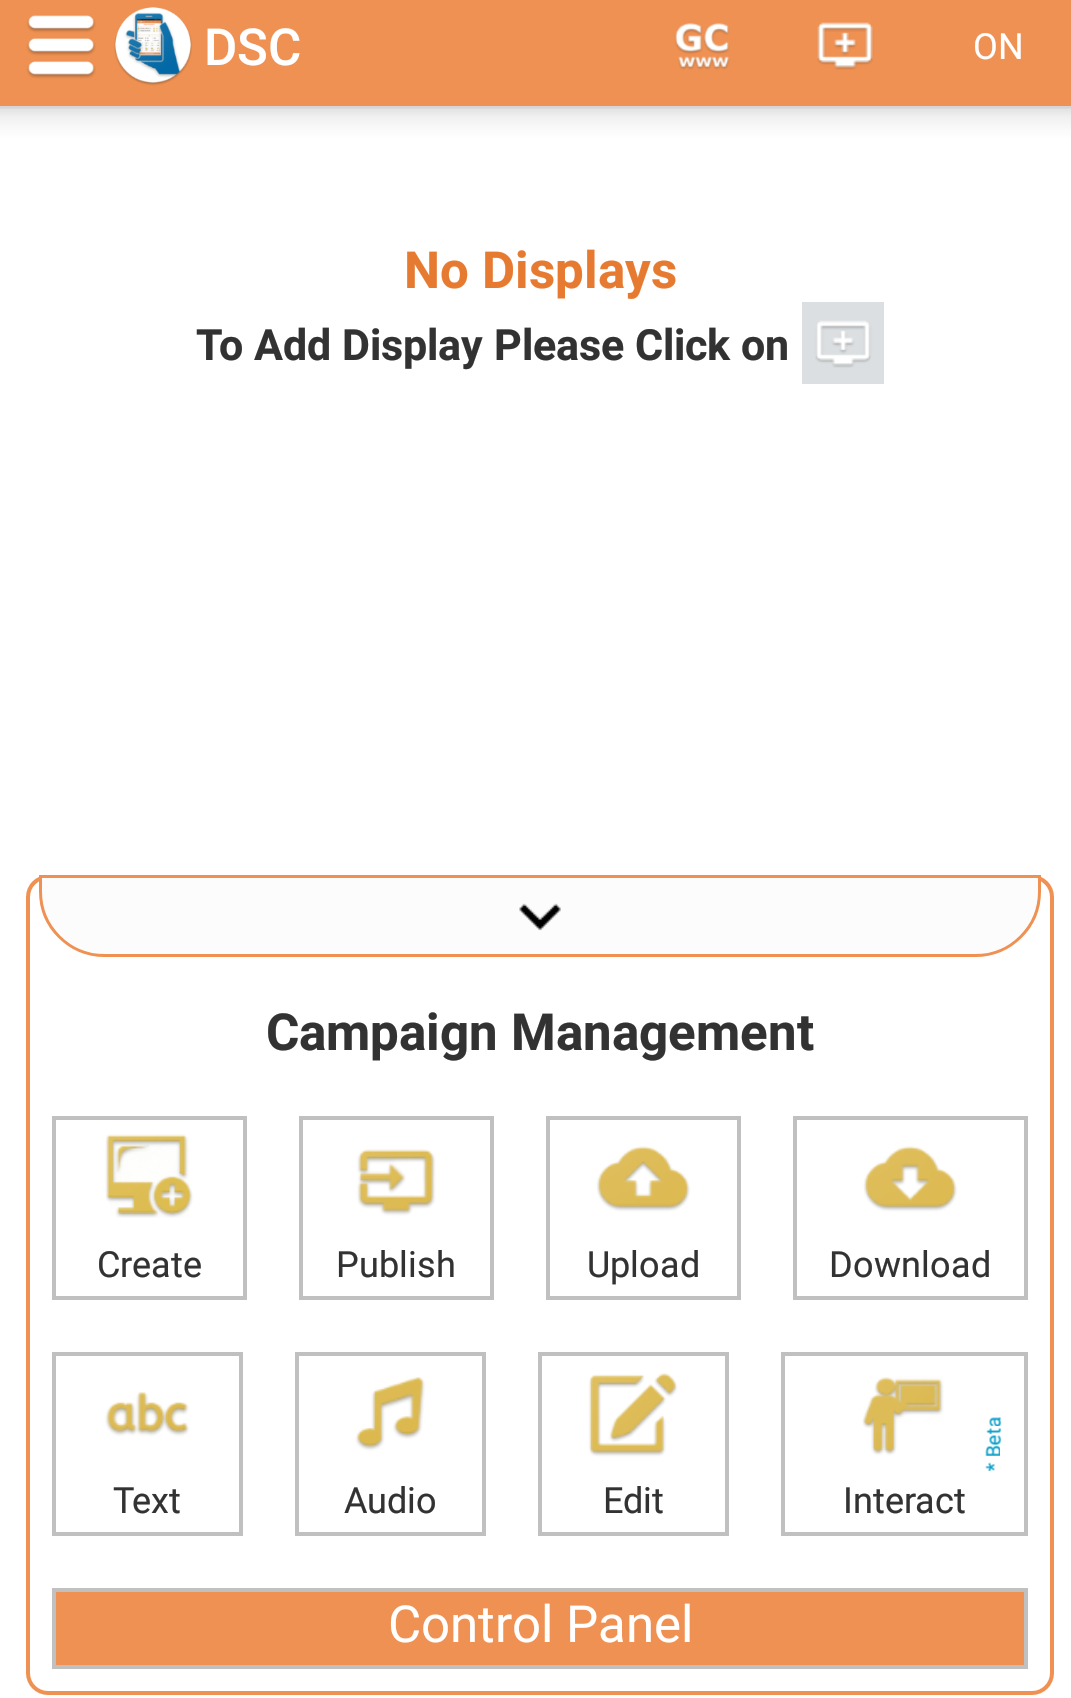 DSC
GC
www
ON
No Displays
To Add Display Please Click on
Campaign Management
Create
Publish
Upload
Download
abc
Text
Audio
Edit
Interact
* Beta
Control Panel